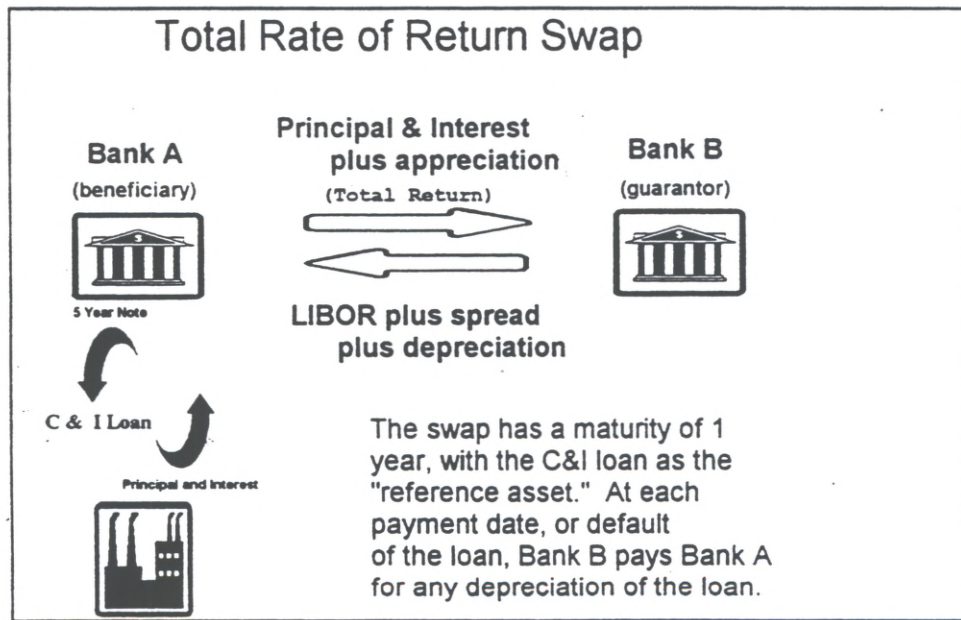 Total Rate of Return Swap
Principal & Interest
plus appreciation
(Total Return)
Bank A
(beneficiary)
Bank B
(guarantor)
$
$
5 Year Note
LIBOR plus spread
plus depreciation
C & I Loan
Principal and Interest
The swap has a maturity of 1
year, with the C&I loan as the
"reference asset." At each
payment date, or default
of the loan, Bank B pays Bank A
for any depreciation of the loan.